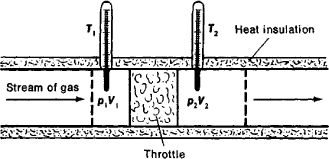 T₁
T₂
Heat insulation
Stream of gas
p₁V₁
p₂V₂
Throttle